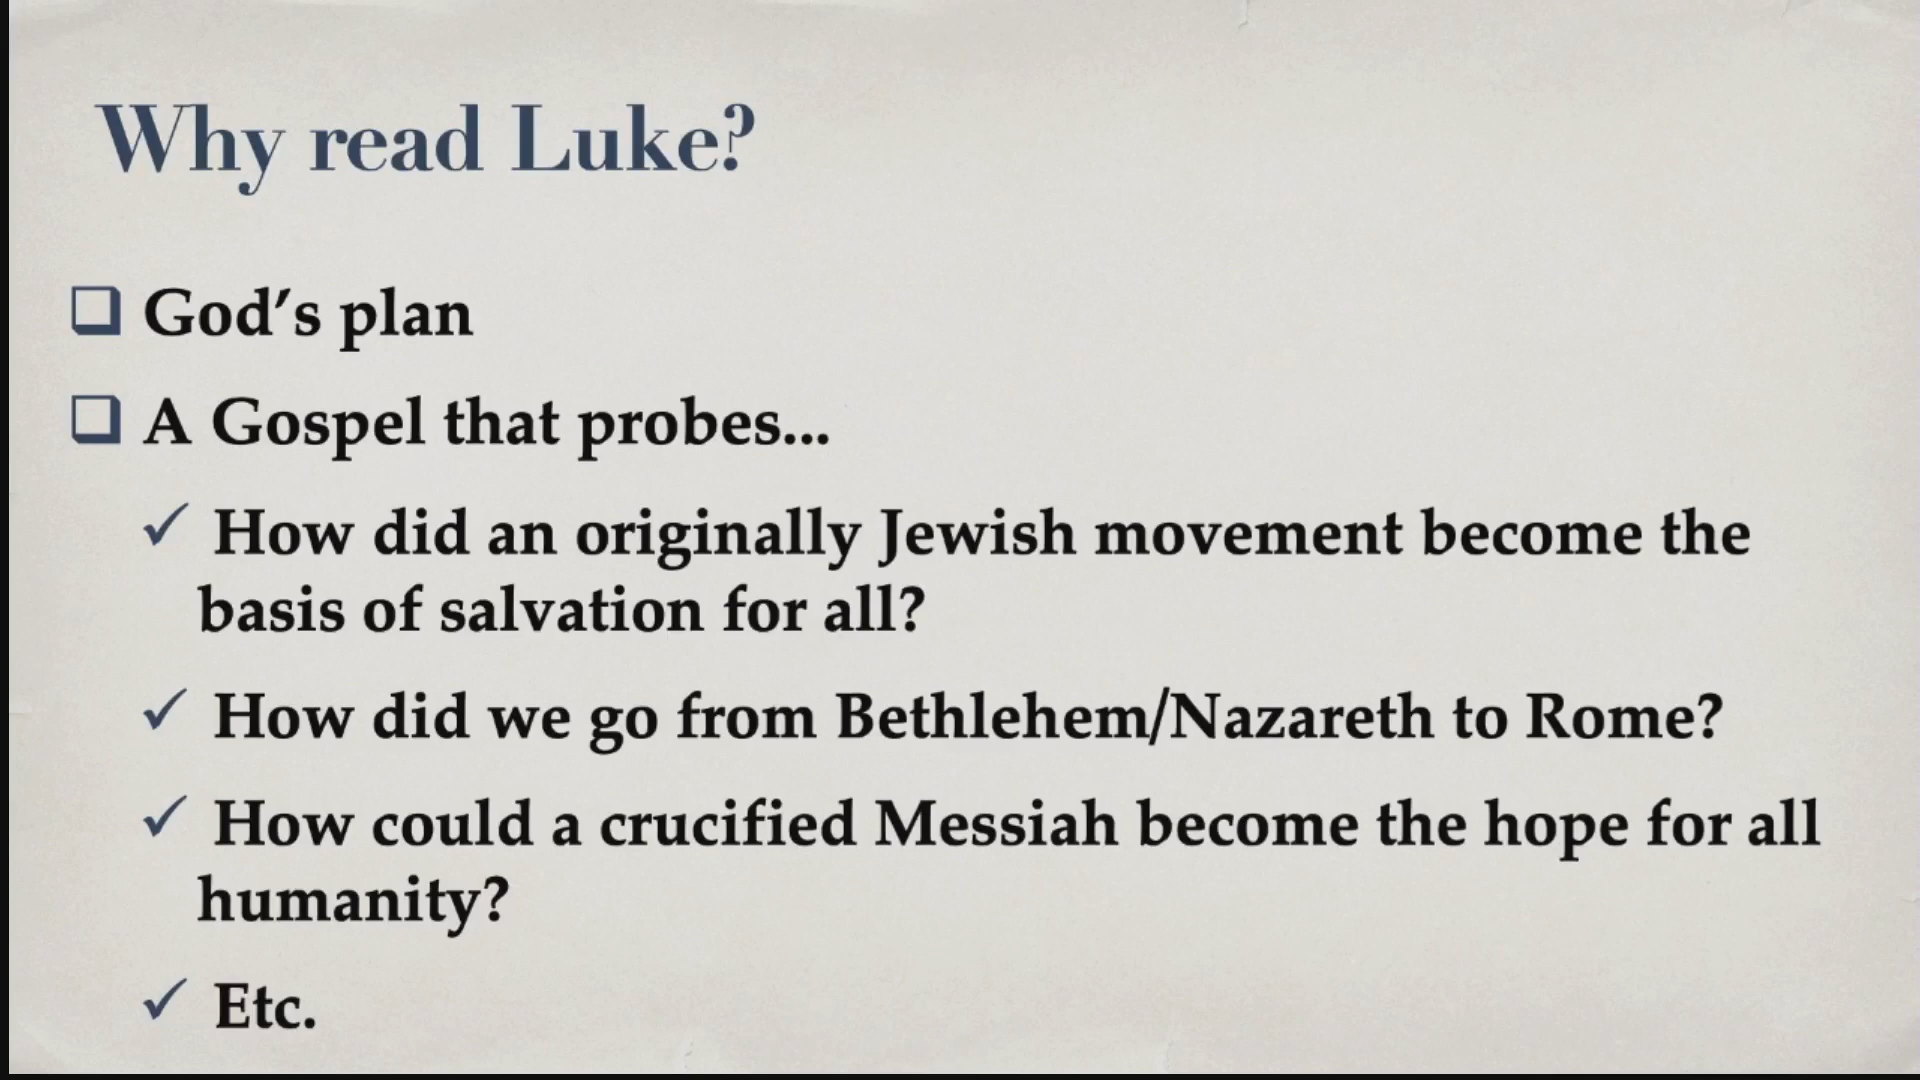 Why read Luke?
God’s plan
A Gospel that probes...
How did an originally Jewish movement become the
basis of salvation for all?
How did we go from Bethlehem/Nazareth to Rome?
How could a crucified Messiah become the hope for all
humanity?
Etc.